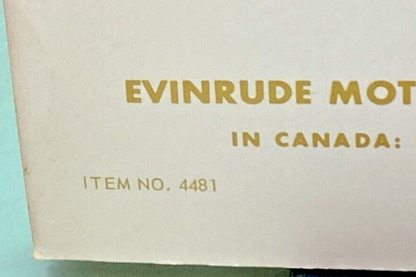 EVINRUDE MOT
IN CANADA:
ITEM NO. 4481